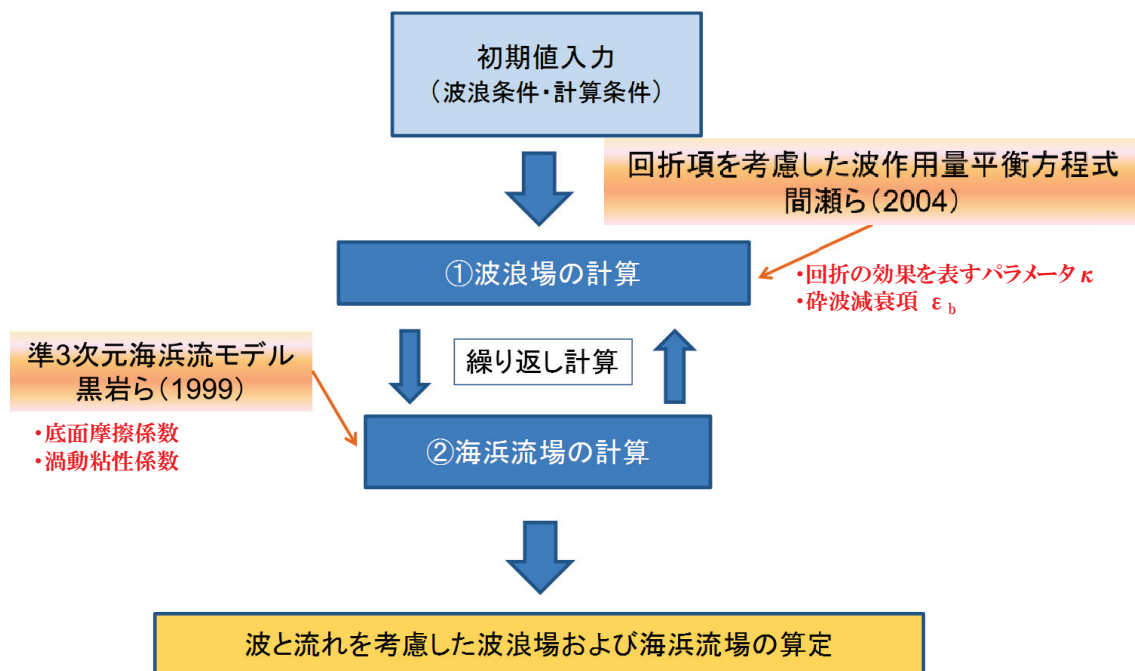 初期値入力
（波浪条件・計算条件）
回折項を考慮した波作用量平衡方程式
間瀬ら（2004）
①波浪場の計算
・回折の効果を表すパラメータ κ
・砕波減衰項 εb
準3次元海浜流モデル
黒岩ら（1999）
繰り返し計算
・底面摩擦係数
・渦動粘性係数
②海浜流場の計算
波と流れを考慮した波浪場および海浜流場の算定